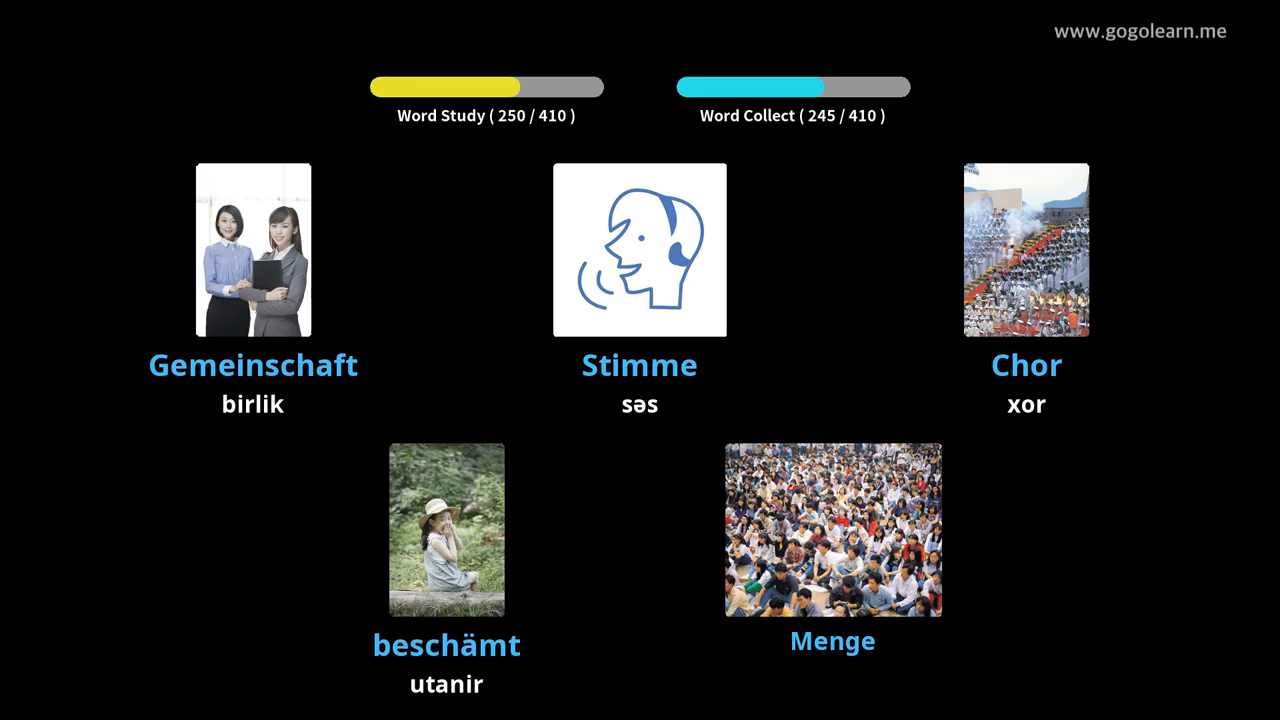 www.gogolearn.me
Word Study ( 250 / 410 )
Word Collect ( 245 / 410 )
Gemeinschaft
birlik
Stimme
səs
Chor
xor
beschämt
utanir
Menge